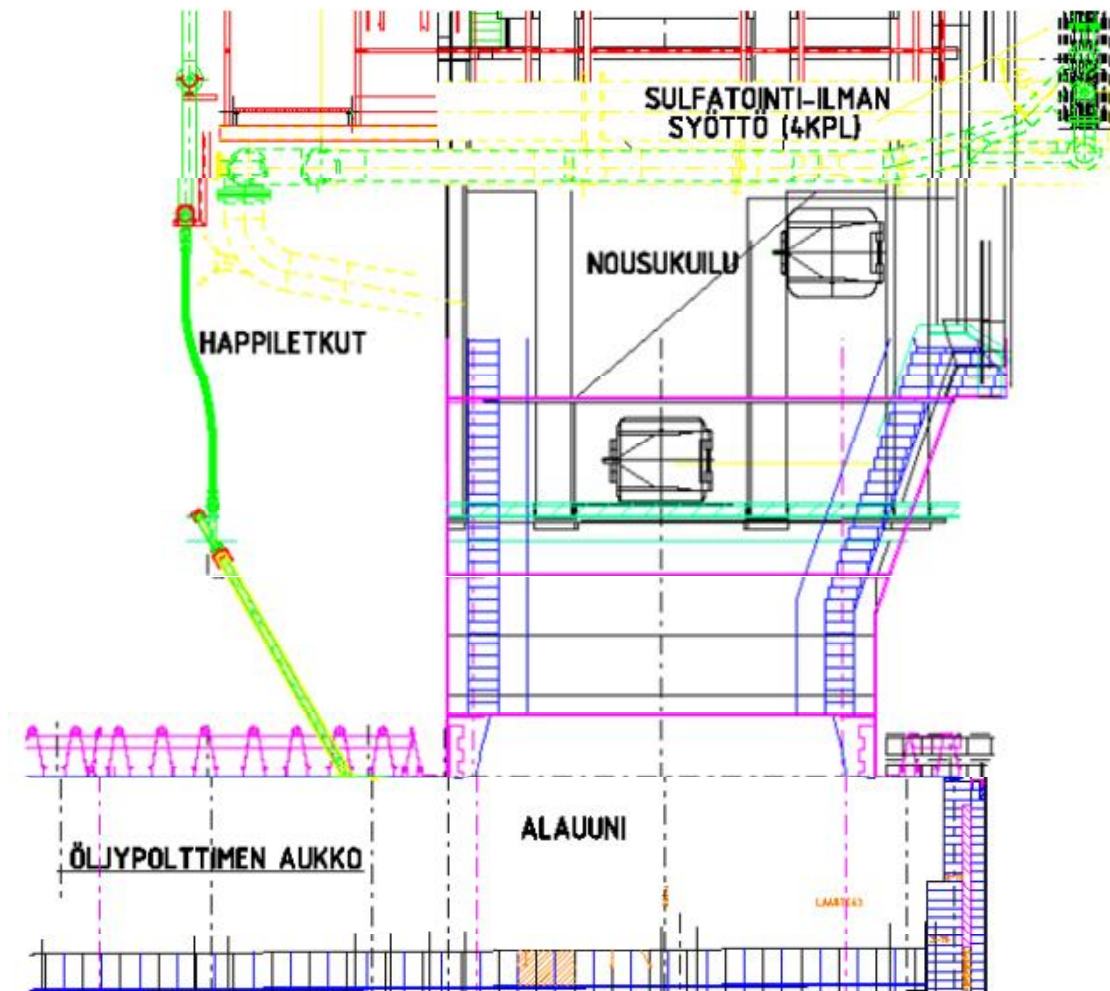 SULFATOINTI-ILMAN
SYÖTTÖ (4KPL)
NOUSUKUILU
HAPPILETKUT
ALAUUNI
ÖLJYPOLTTIMEN AUKKO